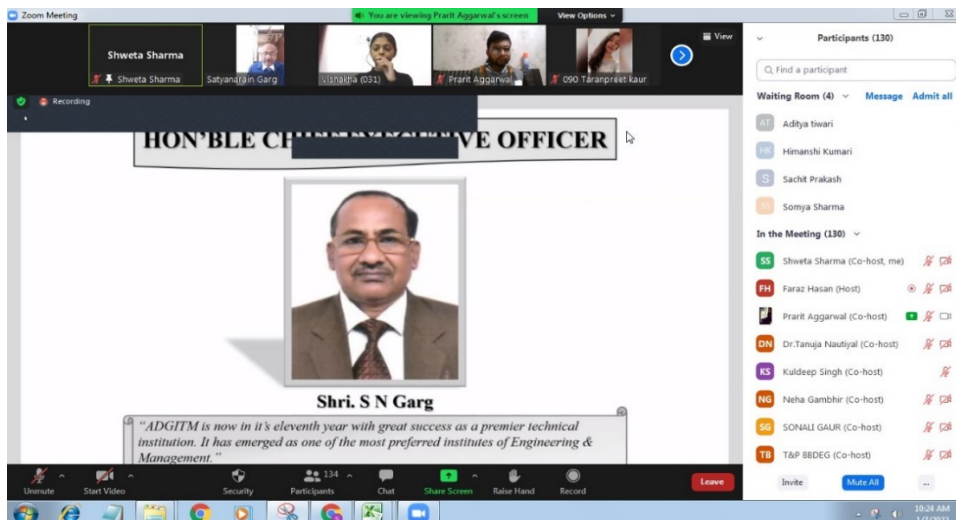 Zoom Meeting
You are viewing Prarit Aggarwal's screen
View Options
Shweta Sharma
Shweta Sharma
Satyanarain Garg
Vishakha (031)
Prarit Aggarwal
090 Taranpreet kaur
View
Recording
HON'BLE CH
VE OFFICER
Shri. S N Garg
"ADGITM is now in it's eleventh year with great success as a premier technical
institution. It has emerged as one of the most preferred institutes of Engineering &
Management."
Unmute
Start Video
Security
134
Participants
Chat
Share Screen
Raise Hand
Record
Leave
Participants (130)
Find a participant
Waiting Room (4)
Message
Admit all
AT Aditya tiwari
HK Himanshi Kumari
S Sachit Prakash
SS Somya Sharma
In the Meeting (130)
SS Shweta Sharma (Co-host, me)
FH Faraz Hasan (Host)
Prarit Aggarwal (Co-host)
DN Dr.Tanuja Nautiyal (Co-host)
KS Kuldeep Singh (Co-host)
NG Neha Gambhir (Co-host)
SG SONALI GAUR (Co-host)
TB T&P BBDEG (Co-host)
Invite
Mute All
...
10:24 AM